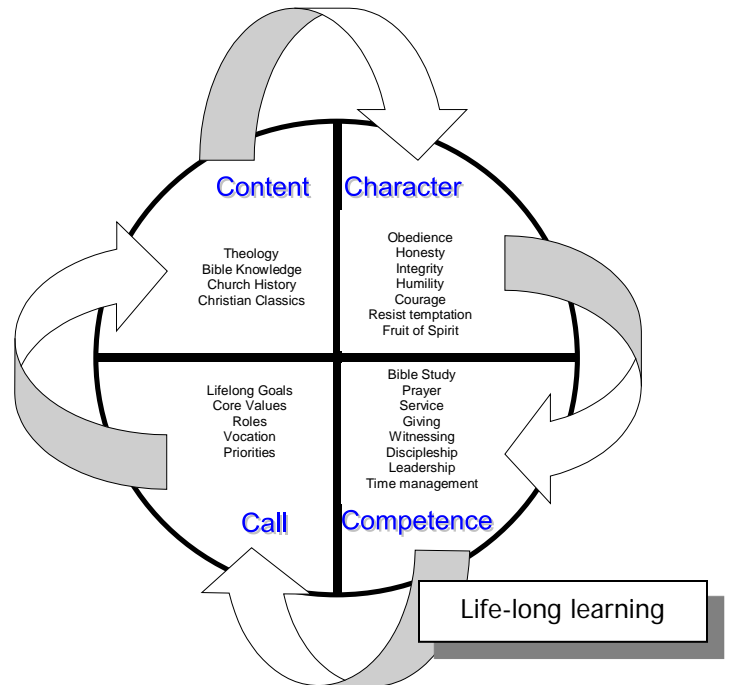 Content
Theology
Bible Knowledge
Church History
Christian Classics
Character
Obedience
Honesty
Integrity
Humility
Courage
Resist temptation
Fruit of Spirit
Lifelong Goals
Core Values
Roles
Vocation
Priorities
Call
Bible Study
Prayer
Service
Giving
Witnessing
Discipleship
Leadership
Time management
Competence
Life-long learning